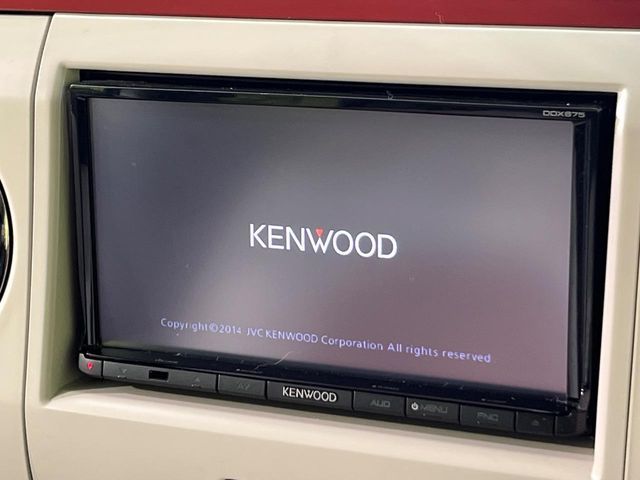 DDX675
KENWOOD
Copyright©2014 JVC KENWOOD Corporation All rights reserved
AV KENWOOD AUD MENU FNC